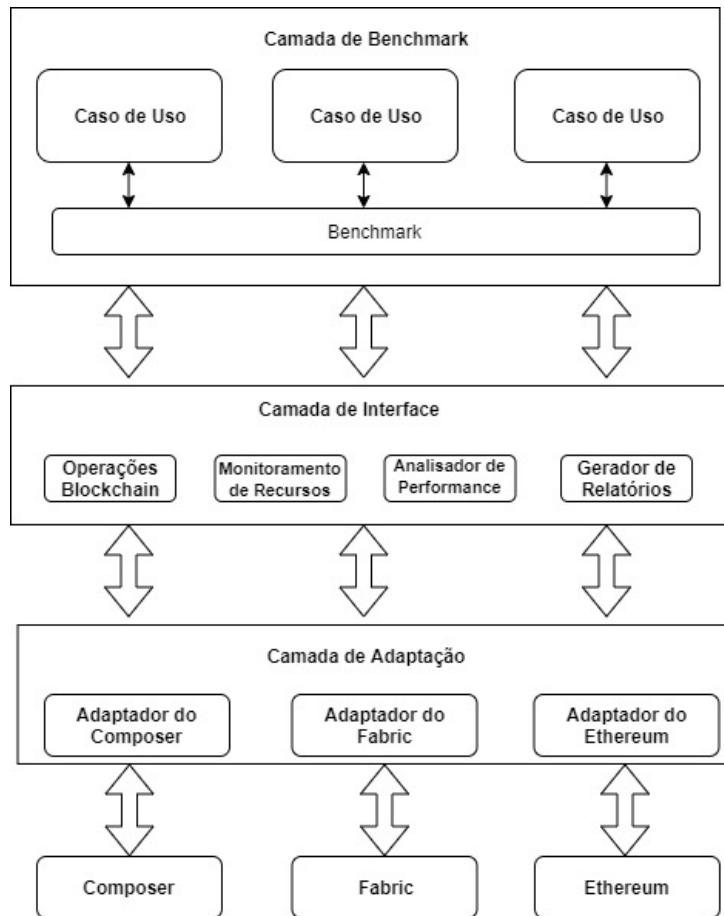 Camada de Benchmark
Caso de Uso
Caso de Uso
Caso de Uso
Benchmark
Camada de Interface
Operações
Blockchain
Monitoramento
de Recursos
Analisador de
Performance
Gerador de
Relatórios
Camada de Adaptação
Adaptador do
Composer
Adaptador do
Fabric
Adaptador do
Ethereum
Composer
Fabric
Ethereum